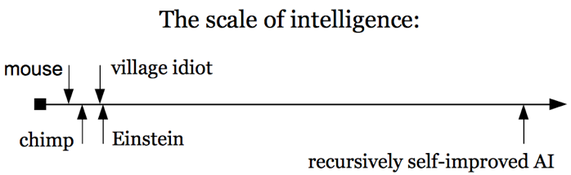 The scale of intelligence:
mouse
village idiot
chimp
Einstein
recursively self-improved AI